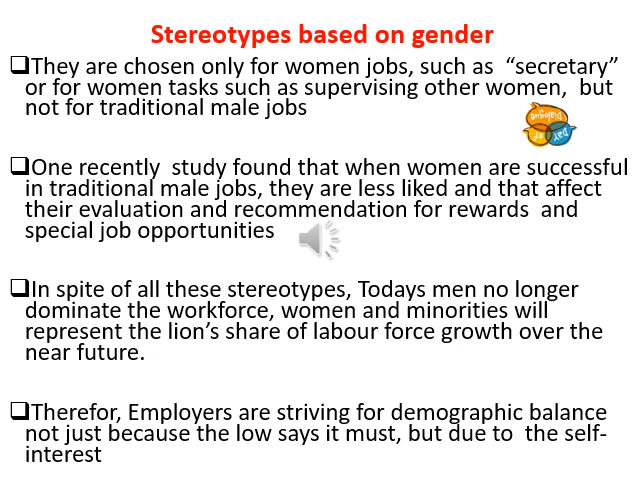 Stereotypes based on gender
❑They are chosen only for women jobs, such as “secretary”
or for women tasks such as supervising other women, but
not for traditional male jobs
DAY OF
Dialogue
❑One recently study found that when women are successful
in traditional male jobs, they are less liked and that affect
their evaluation and recommendation for rewards and
special job opportunities
❑In spite of all these stereotypes, Todays men no longer
dominate the workforce, women and minorities will
represent the lion’s share of labour force growth over the
near future.
❑Therefor, Employers are striving for demographic balance
not just because the low says it must, but due to the self-
interest